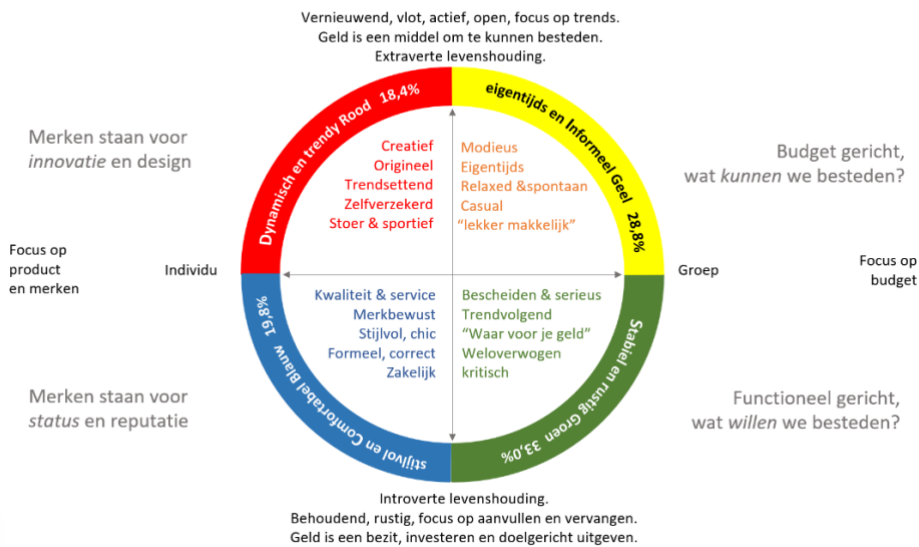 Vernieuwend, vlot, actief, open, focus op trends.
Geld is een middel om te kunnen besteden.
Extraverte levenshouding.
Dynamisch en trendy Rood 18,4%
eigentijds en Informeel Geel 28,8%
Merken staan voor
innovatie en design
Creatief
Origineel
Trendsettend
Zelfverzekerd
Stoer & sportief
Modieus
Eigentijds
Relaxed &spontaan
Casual
“lekker makkelijk”
Budget gericht,
wat kunnen we besteden?
Focus op
product
en merken
Individu
Groep
Focus op
budget
Kwaliteit & service
Merkbewust
Stijlvol, chic
Formeel, correct
Zakelijk
Bescheiden & serieus
Trendvolgend
“Waar voor je geld”
Weloverwogen
kritisch
Merken staan voor
status en reputatie
stijlvol en Comfortabel Blauw 19,8%
Stabiel en rustig Groen 33,0%
Functioneel gericht,
wat willen we besteden?
Introverte levenshouding.
Behoudend, rustig, focus op aanvullen en vervangen.
Geld is een bezit, investeren en doelgericht uitgeven.